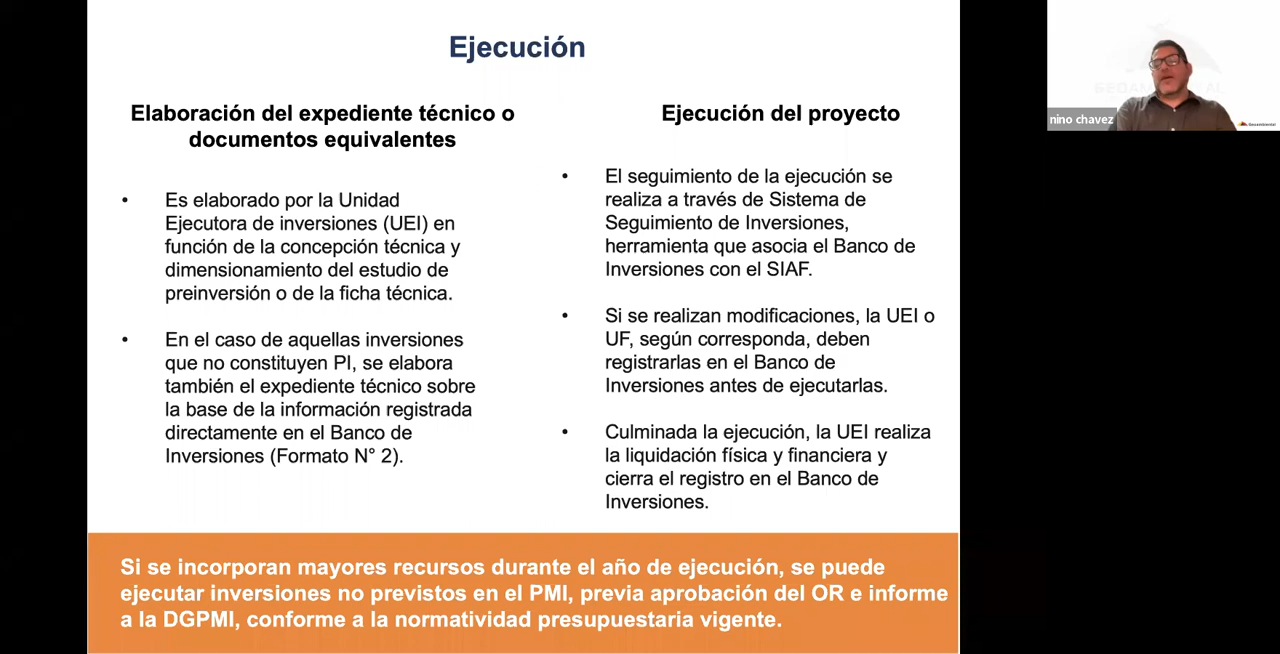 Ejecución
Elaboración del expediente técnico o
documentos equivalentes
• Es elaborado por la Unidad
Ejecutora de inversiones (UEI) en
función de la concepción técnica y
dimensionamiento del estudio de
preinversión o de la ficha técnica.
• En el caso de aquellas inversiones
que no constituyen PI, se elabora
también el expediente técnico sobre
la base de la información registrada
directamente en el Banco de
Inversiones (Formato N° 2).
Ejecución del proyecto
• El seguimiento de la ejecución se
realiza a través de Sistema de
Seguimiento de Inversiones,
herramienta que asocia el Banco de
Inversiones con el SIAF.
• Si se realizan modificaciones, la UEI o
UF, según corresponda, deben
registrarlas en el Banco de
Inversiones antes de ejecutarlas.
• Culminada la ejecución, la UEI realiza
la liquidación física y financiera y
cierra el registro en el Banco de
Inversiones.
Si se incorporan mayores recursos durante el año de ejecución, se puede
ejecutar inversiones no previstos en el PMI, previa aprobación del OR e informe
a la DGPMI, conforme a la normatividad presupuestaria vigente.
nino chavez